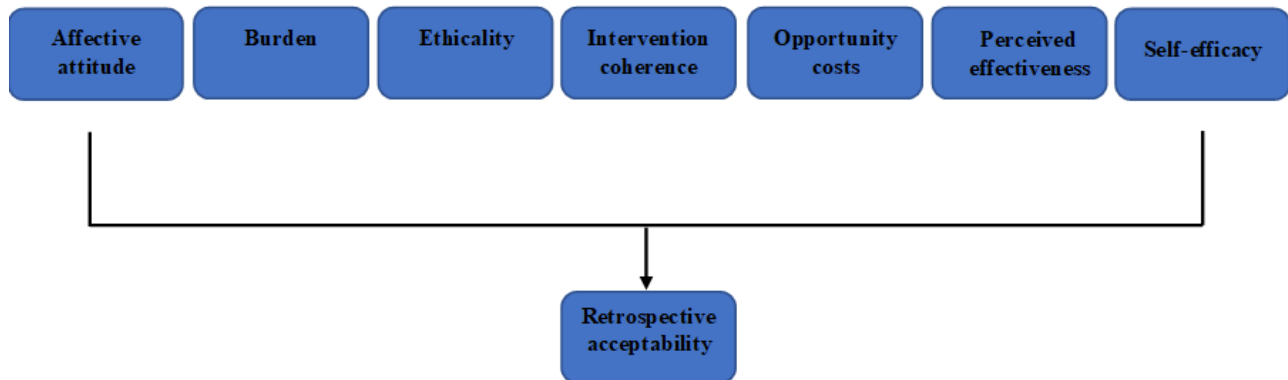 Affective
attitude
Burden
Ethicality
Intervention
coherence
Opportunity
costs
Perceived
effectiveness
Self-efficacy
Retrospective
acceptability